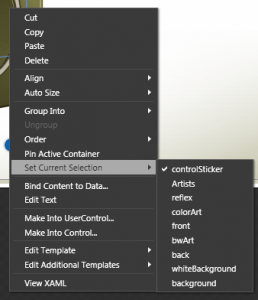 Cut
Copy
Paste
Delete
Align
Auto Size
Group Into
Ungroup
Order
Pin Active Container
Set Current Selection
Bind Content to Data...
Edit Text
Make Into UserControl...
Make Into Control...
Edit Template
Edit Additional Templates
View XAML
controlSticker
Artists
reflex
colorArt
front
bwArt
back
whiteBackground
background